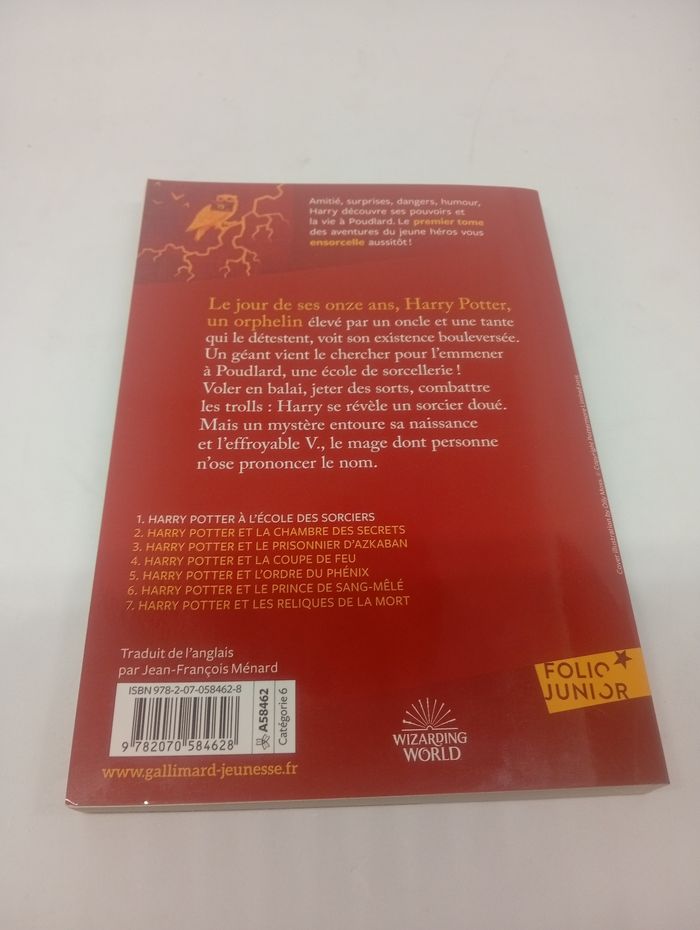 Amitié, surprises, dangers, humour,
Harry découvre ses pouvoirs et
la vie à Poudlard. Le premier tome
des aventures du jeune héros vous
ensorcelle aussitôt !
Le jour de ses onze ans, Harry Potter,
un orphelin élevé par un oncle et une tante
qui le détestent, voit son existence bouleversée.
Un géant vient le chercher pour l'emmener
à Poudlard, une école de sorcellerie !
Voler en balai, jeter des sorts, combattre
les trolls : Harry se révèle un sorcier doué.
Mais un mystère entoure sa naissance
et l'effroyable V., le mage dont personne
n'ose prononcer le nom.
1. HARRY POTTER À L'ÉCOLE DES SORCIERS
2. HARRY POTTER ET LA CHAMBRE DES SECRETS
3. HARRY POTTER ET LE PRISONNIER D'AZKABAN
4. HARRY POTTER ET LA COUPE DE FEU
5. HARRY POTTER ET L'ORDRE DU PHÉNIX
6. HARRY POTTER ET LE PRINCE DE SANG-MÊLÉ
7. HARRY POTTER ET LES RELIQUES DE LA MORT
Cover illustration by Olly Moss © Copyright Pottermore Limited
Traduit de l'anglais
par Jean-François Ménard
ISBN 978-2-07-058462-8
9 782070 584628
A58462
Catégorie 6
www.gallimard-jeunesse.fr
WIZARDING
WORLD
FOLIO
JUNIOR